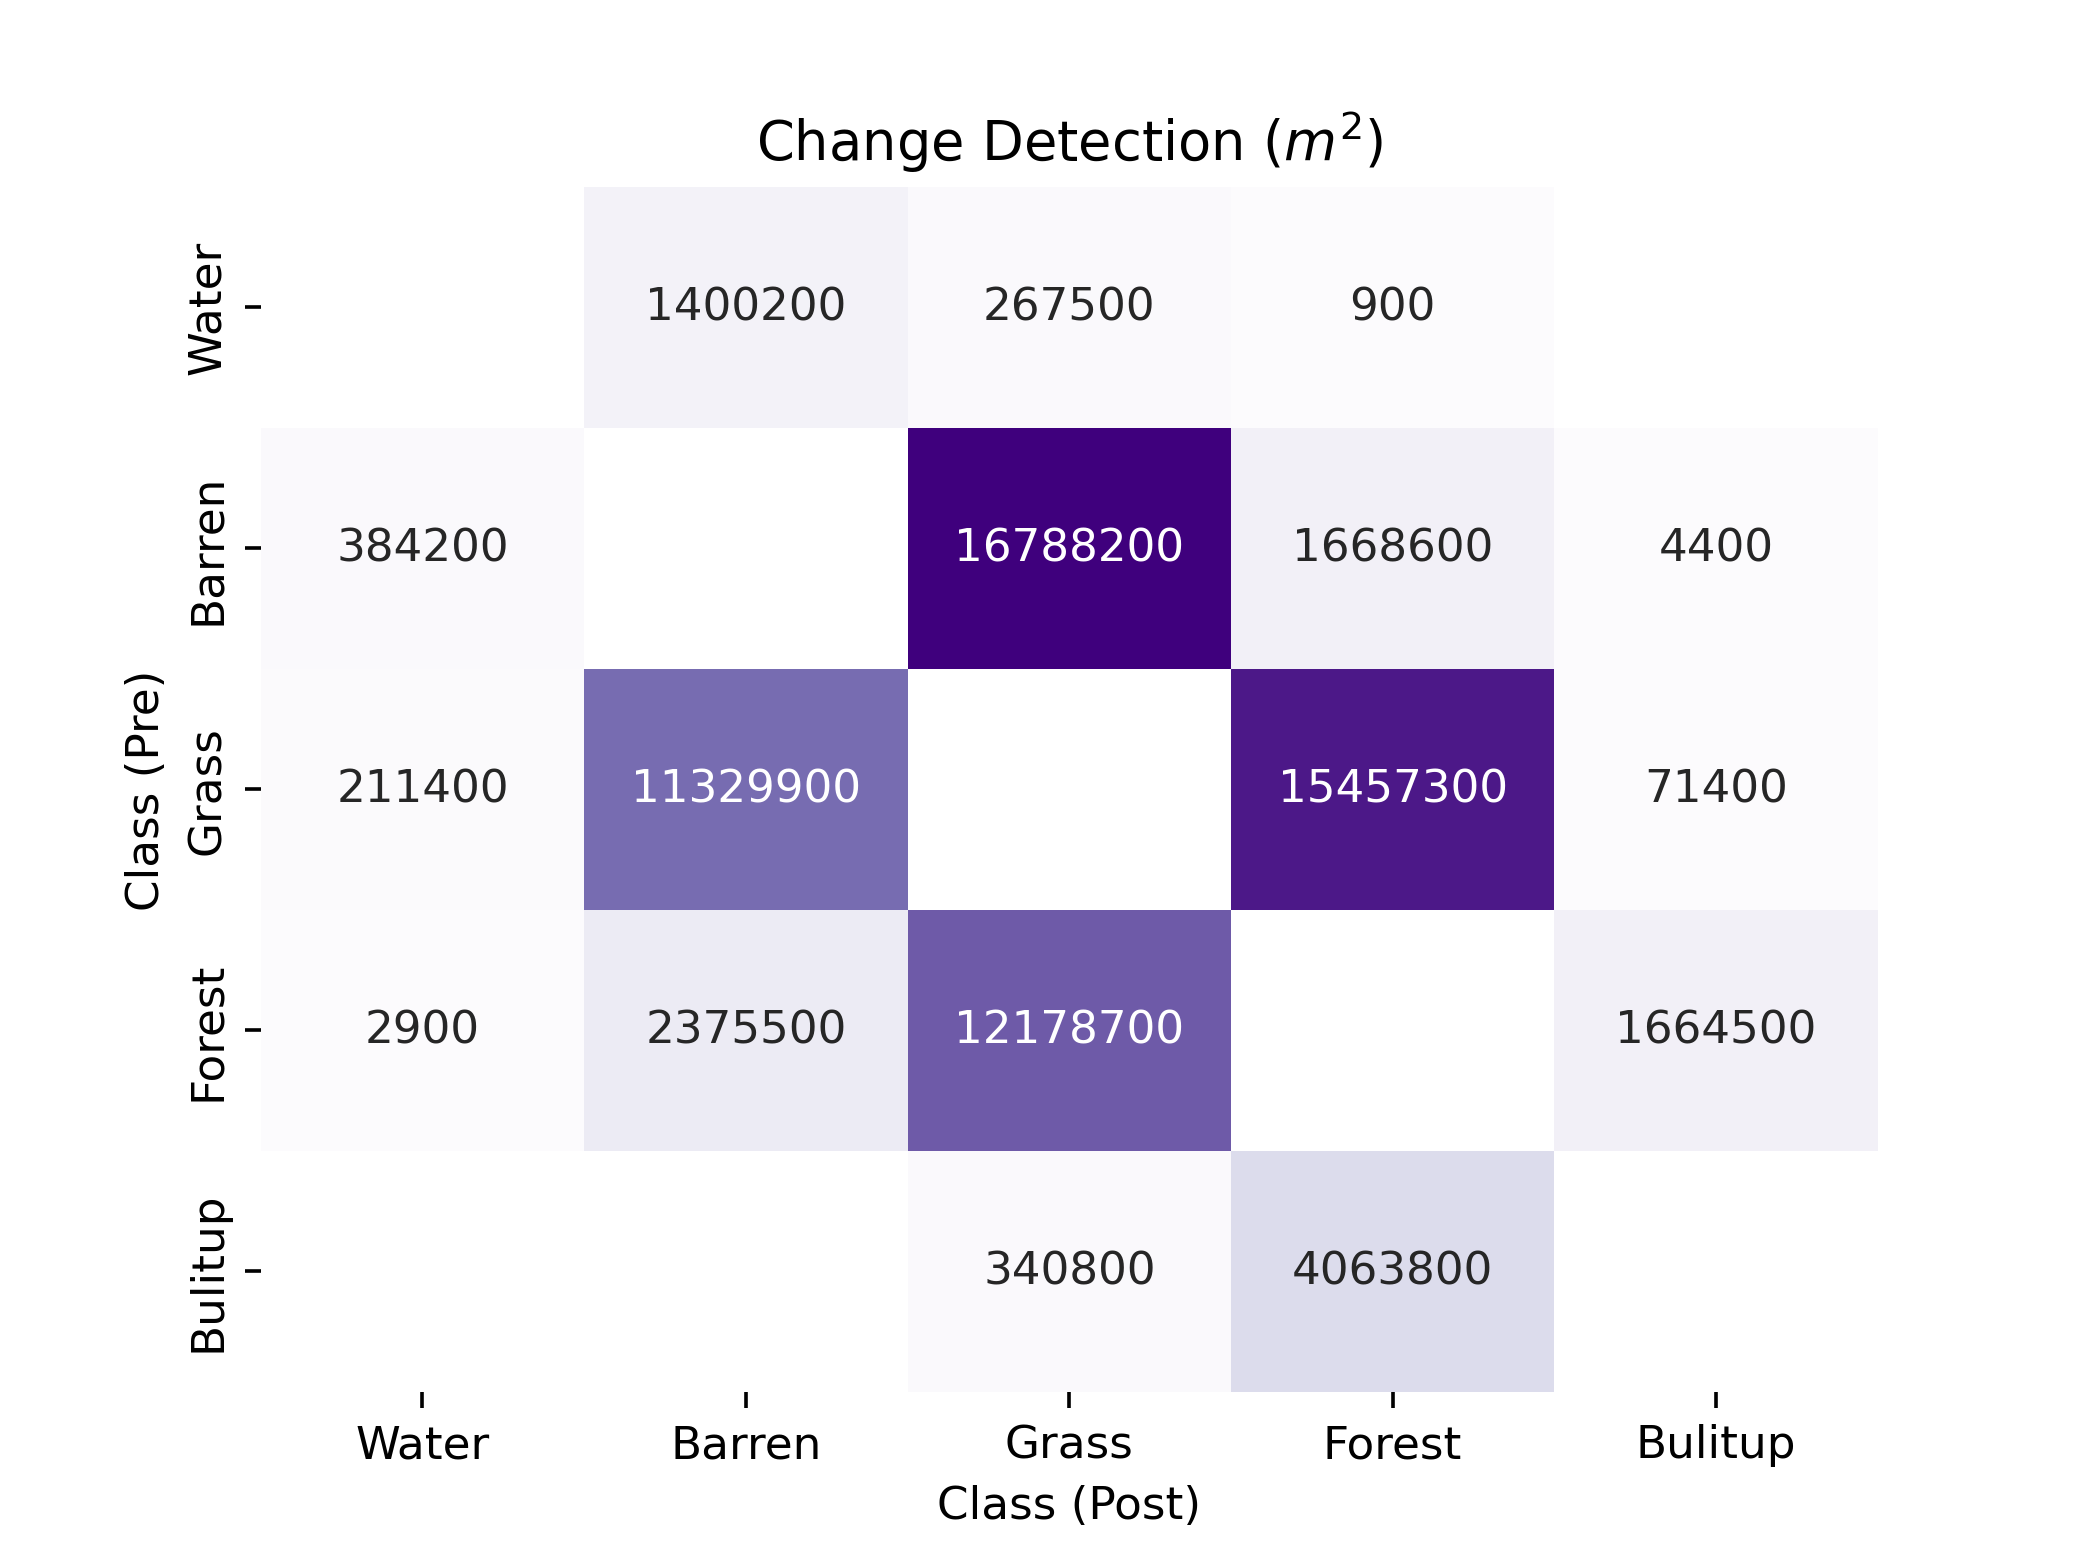 Change Detection (m²)
Water
1400200 267500 900
Barren
384200 16788200 1668600 4400
Class (Pre)
Grass
211400 11329900 15457300 71400
Forest
2900 2375500 12178700 1664500
Bulitup
340800 4063800
Water Barren Grass Forest Bulitup
Class (Post)